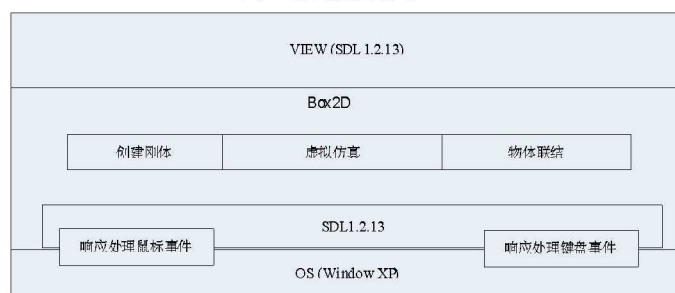 VIEW (SDL 1.2.13)
Box2D
创建刚体
虚拟仿真
物体联结
SDL1.2.13
响应处理鼠标事件
响应处理键盘事件
OS (Window XP)